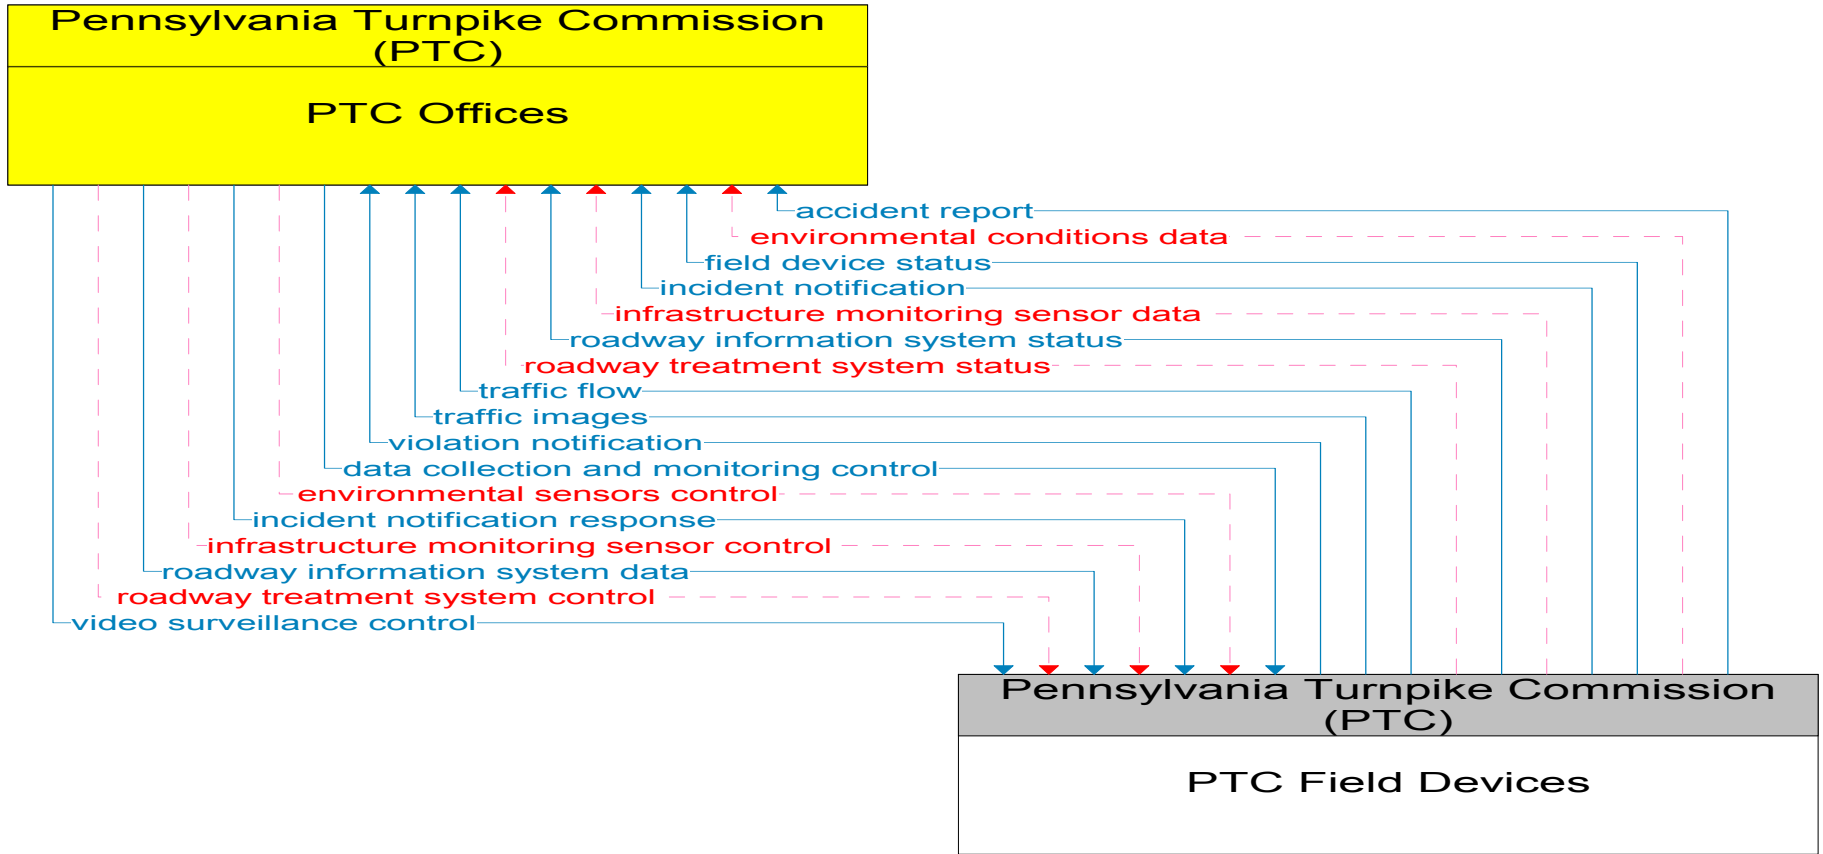 Pennsylvania Turnpike Commission
(PTC)
PTC Offices
accident report
environmental conditions data
field device status
incident notification
infrastructure monitoring sensor data
roadway information system status
roadway treatment system status
traffic flow
traffic images
violation notification
data collection and monitoring control
environmental sensors control
incident notification response
infrastructure monitoring sensor control
roadway information system data
roadway treatment system control
video surveillance control
Pennsylvania Turnpike Commission
(PTC)
PTC Field Devices